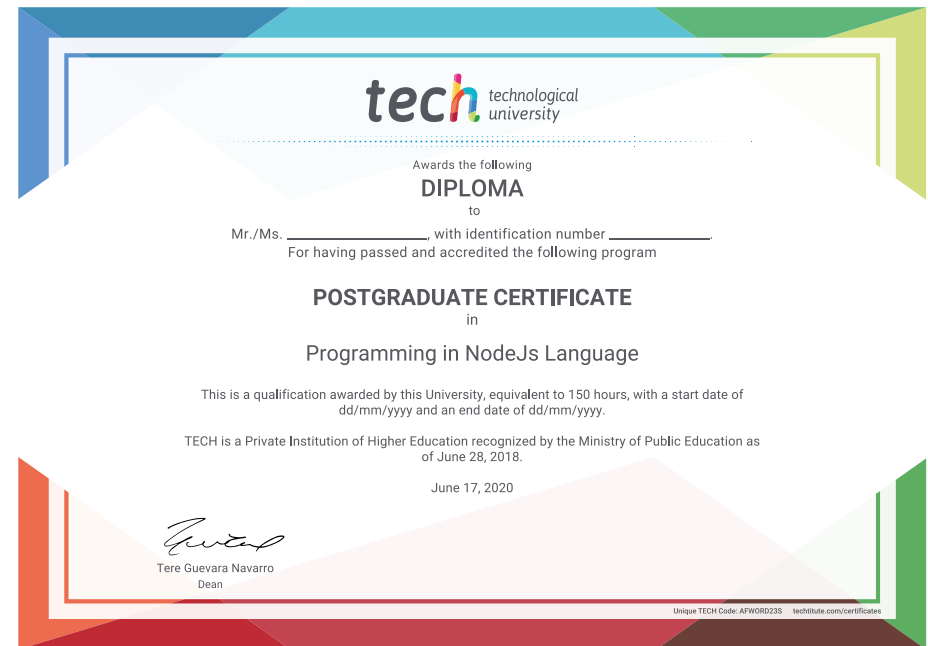 tech technological
university
Awards the following
DIPLOMA
to
Mr./Ms. ____________________, with identification number ______________.
For having passed and accredited the following program
POSTGRADUATE CERTIFICATE
in
Programming in NodeJs Language
This is a qualification awarded by this University, equivalent to 150 hours, with a start date of
dd/mm/yyyy and an end date of dd/mm/yyyy.
TECH is a Private Institution of Higher Education recognized by the Ministry of Public Education as
of June 28, 2018.
June 17, 2020
Tere Guevara Navarro
Dean
Unique TECH Code: AFWORD23S techtitute.com/certificates